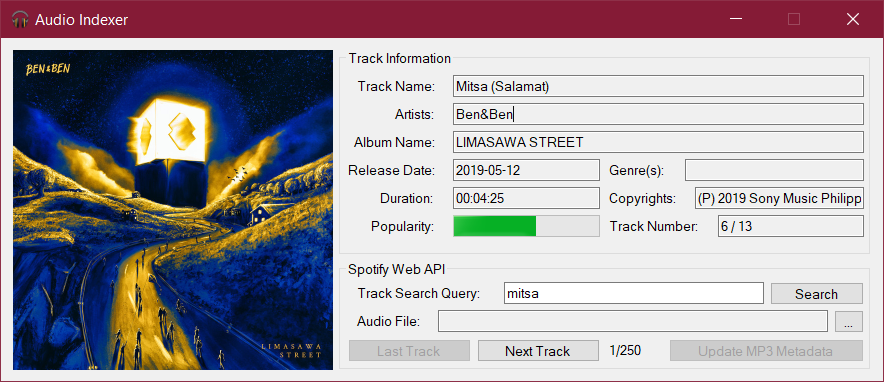 Audio Indexer
BEN&BEN
LIMASAWA
STREET
Track Information
Track Name: Mitsa (Salamat)
Artists: Ben&Ben
Album Name: LIMASAWA STREET
Release Date: 2019-05-12 Genre(s):
Duration: 00:04:25 Copyrights: (P) 2019 Sony Music Philipp
Popularity: Track Number: 6 / 13
Spotify Web API
Track Search Query: mitsa Search
Audio File: ...
Last Track Next Track 1/250 Update MP3 Metadata